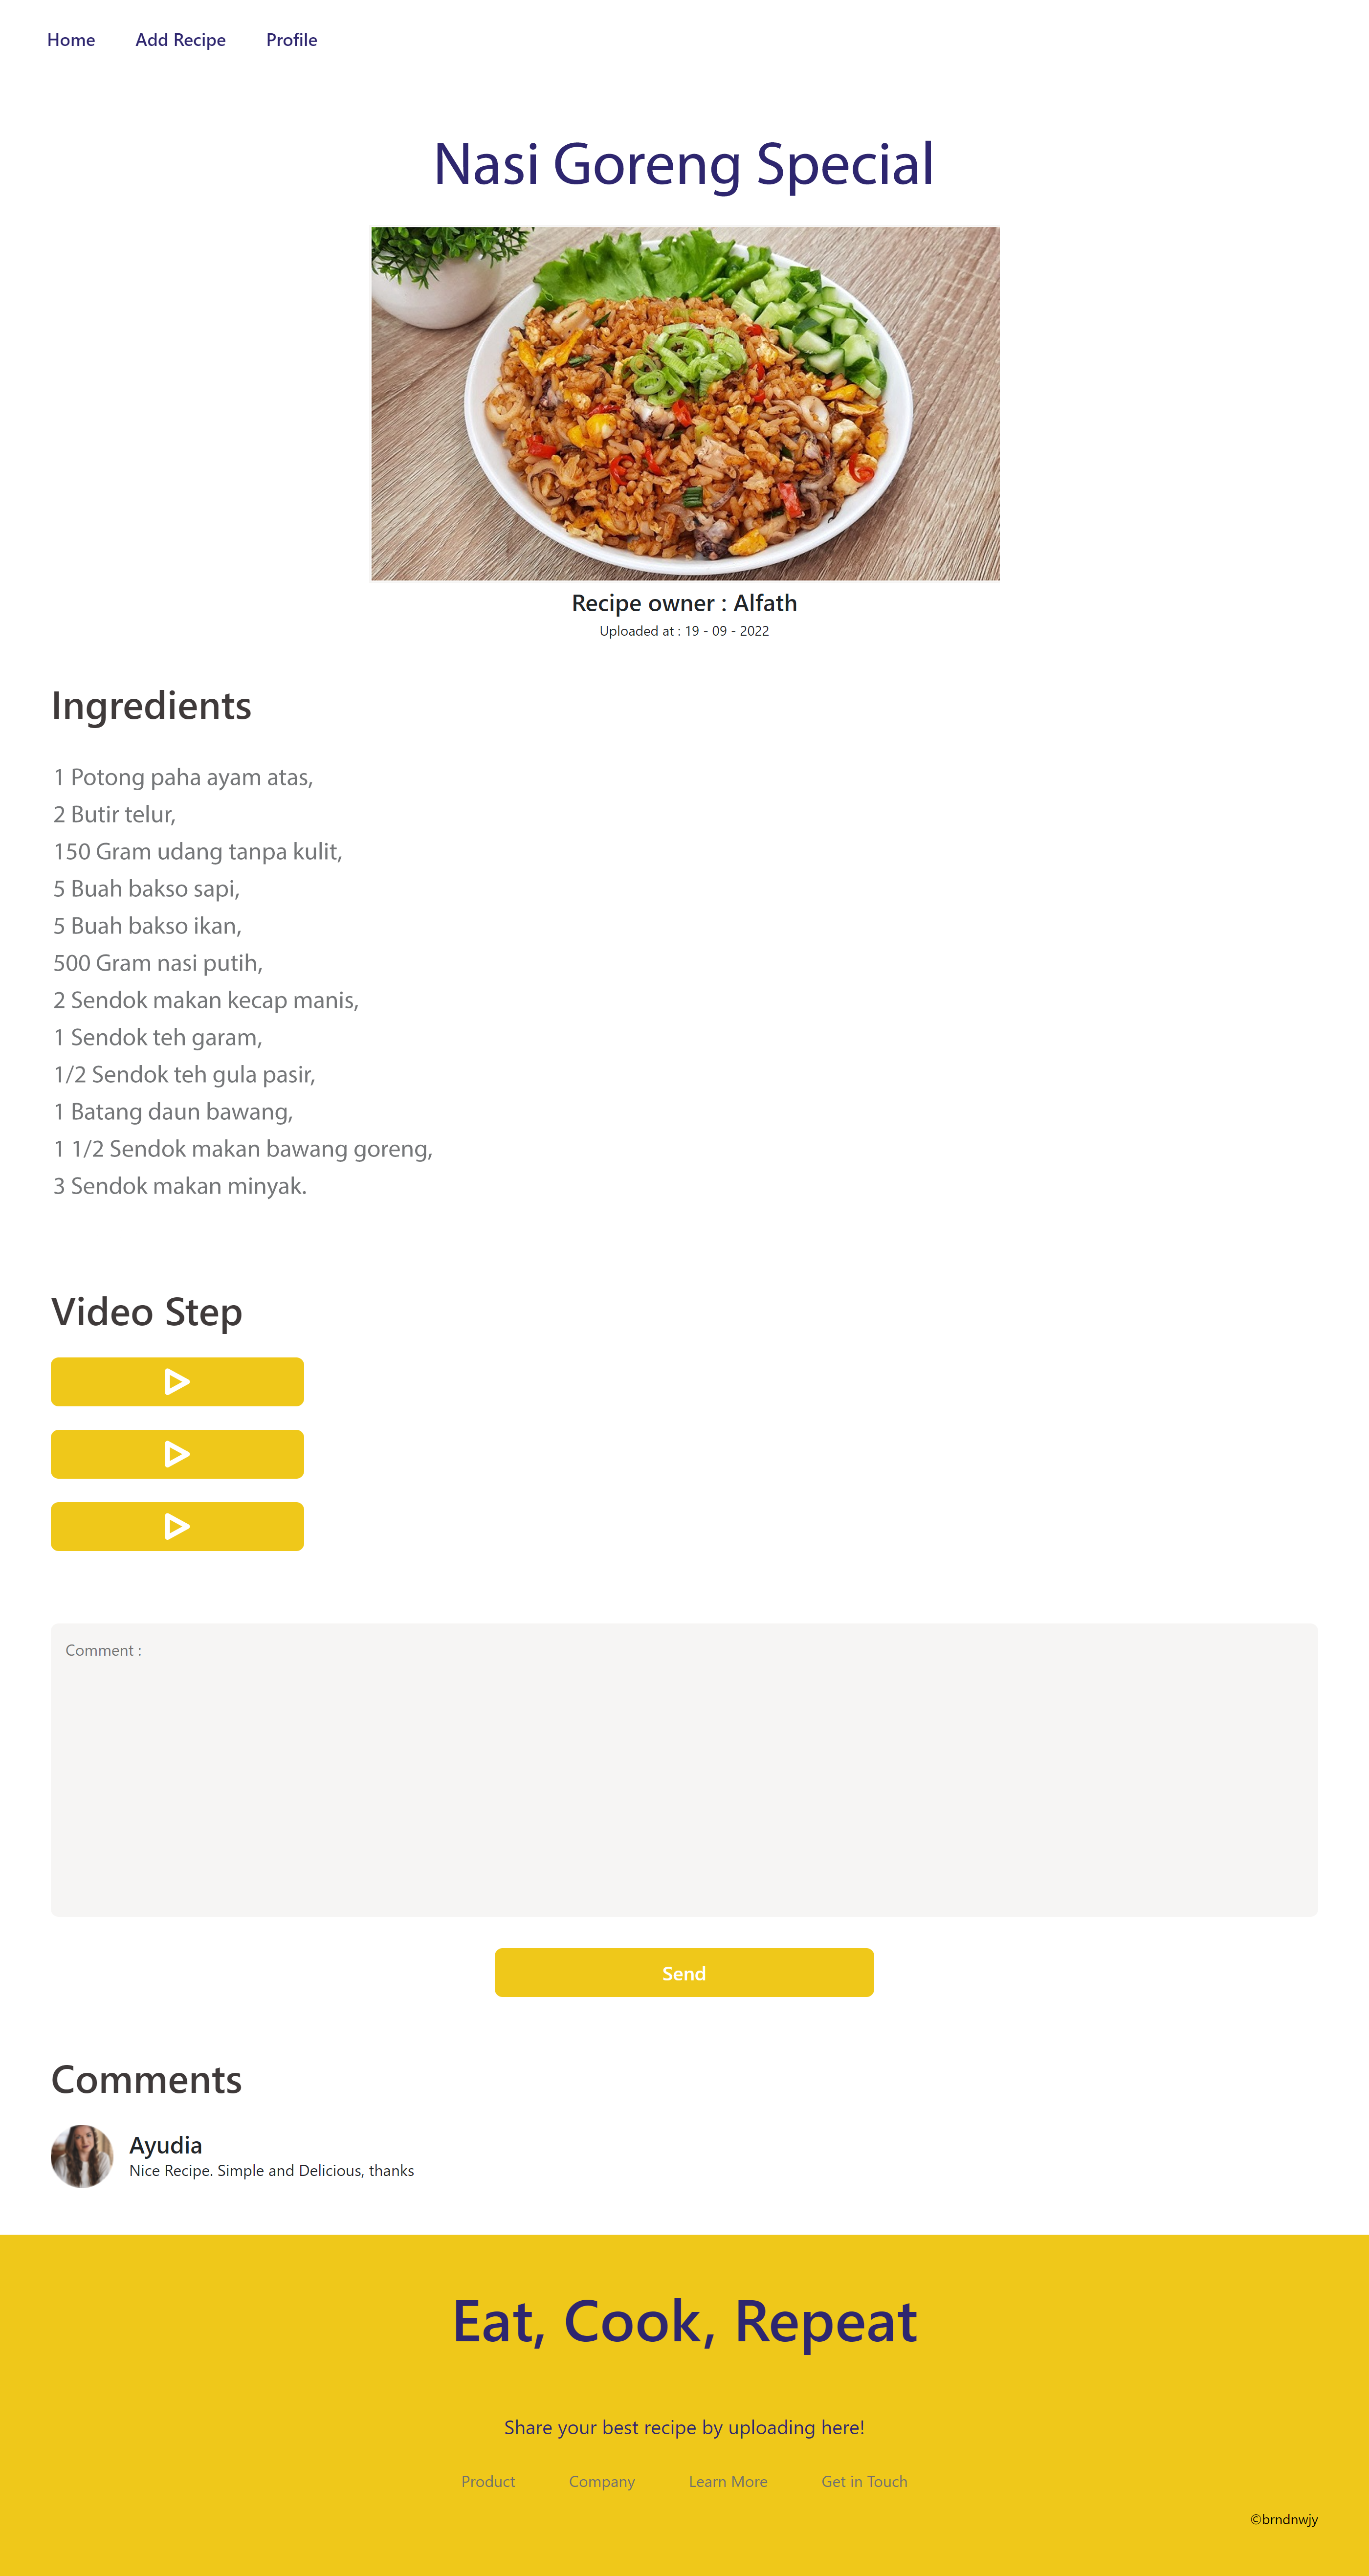 Home Add Recipe Profile
Nasi Goreng Special
Recipe owner : Alfath
Uploaded at : 19 - 09 - 2022
Ingredients
1 Potong paha ayam atas,
2 Butir telur,
150 Gram udang tanpa kulit,
5 Buah bakso sapi,
5 Buah bakso ikan,
500 Gram nasi putih,
2 Sendok makan kecap manis,
1 Sendok teh garam,
1/2 Sendok teh gula pasir,
1 Batang daun bawang,
1 1/2 Sendok makan bawang goreng,
3 Sendok makan minyak.
Video Step
Comment :
Send
Comments
Ayudia
Nice Recipe. Simple and Delicious, thanks
Eat, Cook, Repeat
Share your best recipe by uploading here!
Product Company Learn More Get in Touch
©brndnwjy